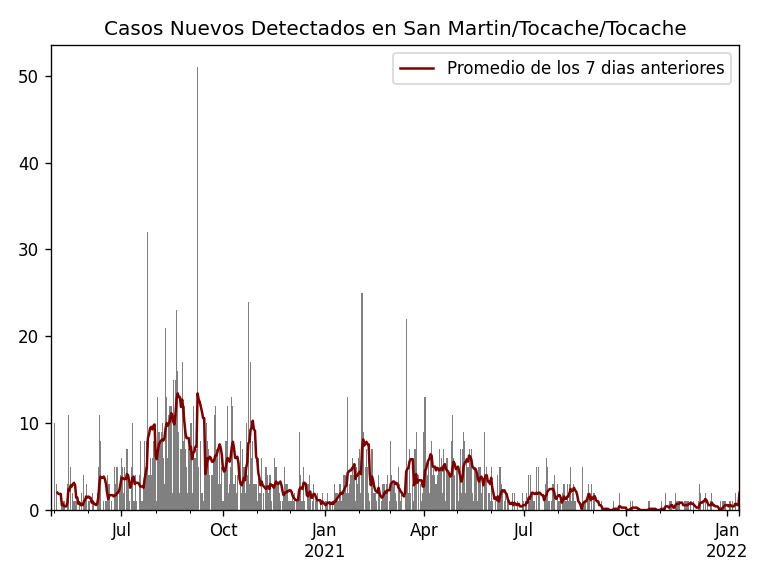 Casos Nuevos Detectados en San Martin/Tocache/Tocache
Promedio de los 7 dias anteriores
50
40
30
20
10
0
Jul
Oct
Jan
2021
Apr
Jul
Oct
Jan
2022